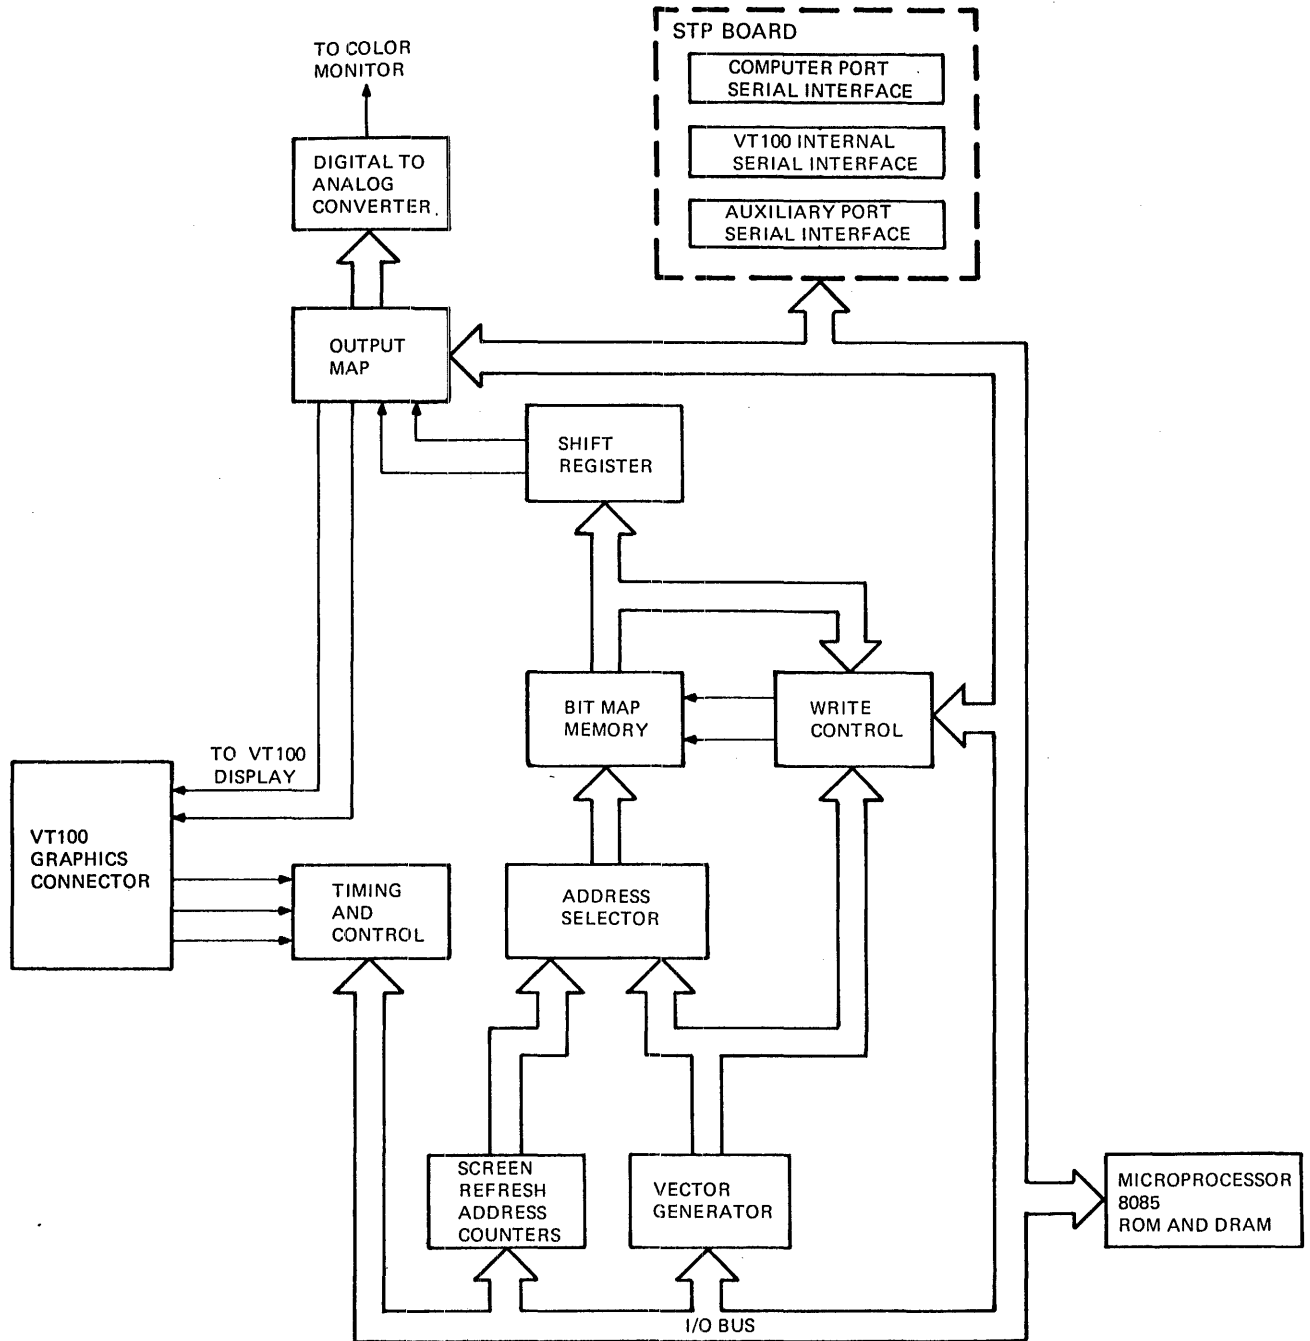 TO COLOR
MONITOR
STP BOARD
COMPUTER PORT
SERIAL INTERFACE
VT100 INTERNAL
SERIAL INTERFACE
AUXILIARY PORT
SERIAL INTERFACE
DIGITAL TO
ANALOG
CONVERTER
OUTPUT
MAP
SHIFT
REGISTER
BIT MAP
MEMORY
WRITE
CONTROL
TO VT100
DISPLAY
VT100
GRAPHICS
CONNECTOR
TIMING
AND
CONTROL
ADDRESS
SELECTOR
SCREEN
REFRESH
ADDRESS
COUNTERS
VECTOR
GENERATOR
MICROPROCESSOR
8085
ROM AND DRAM
I/O BUS